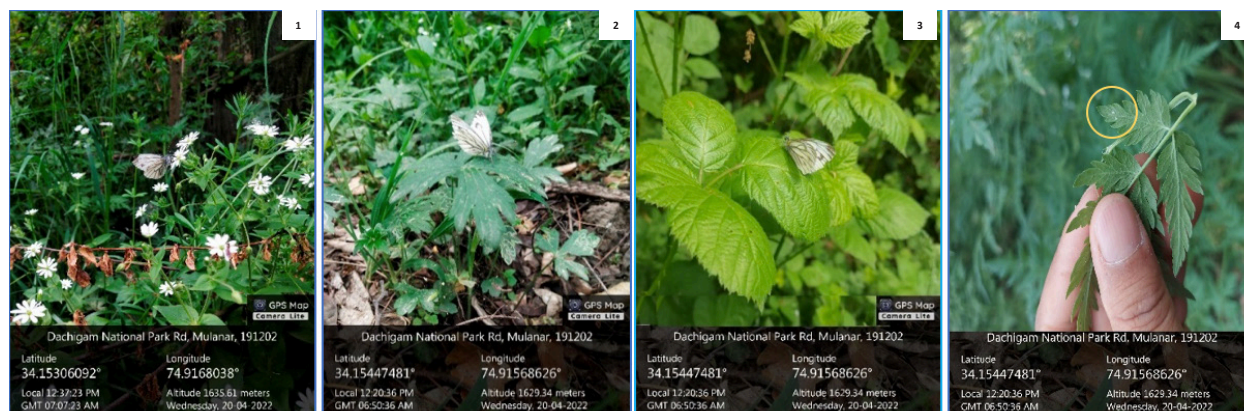 1
GPS Map
Camera Lite
Dachigam National Park Rd, Mulanar, 191202
Latitude
Longitude
34.15306092°
74.9168038°
Local 12:37:23 PM
Altitude 1635.61 meters
GMT 07:07:23 AM
Wednesday, 20-04-2022
2
GPS Map
Camera Lite
Dachigam National Park Rd, Mulanar, 191202
Latitude
Longitude
34.15447481°
74.91568626°
Local 12:20:36 PM
Altitude 1629.34 meters
GMT 06:50:36 AM
Wednesday, 20-04-2022
3
GPS Map
Camera Lite
Dachigam National Park Rd, Mulanar, 191202
Latitude
Longitude
34.15447481°
74.91568626°
Local 12:20:36 PM
Altitude 1629.34 meters
GMT 06:50:36 AM
Wednesday, 20-04-2022
4
Dachigam National Park Rd, Mulanar, 191202
Latitude
Longitude
34.15447481°
74.91568626°
Local 12:20:36 PM
Altitude 1629.34 meters
GMT 06:50:36 AM
Wednesday, 20-04-2022